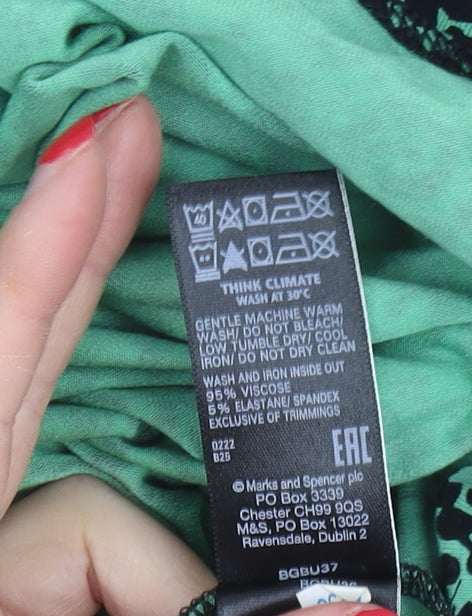 40
THINK CLIMATE
WASH AT 30°C
GENTLE MACHINE WARM
WASH/ DO NOT BLEACH/
LOW TUMBLE DRY/ COOL
IRON/ DO NOT DRY CLEAN
WASH AND IRON INSIDE OUT
95% VISCOSE
5% ELASTANE/ SPANDEX
EXCLUSIVE OF TRIMMINGS
0222
B25
EAC
© Marks and Spencer plc
PO Box 3339
Chester CH99 9QS
M&S, PO Box 13022
Ravensdale, Dublin 2
BGBU37